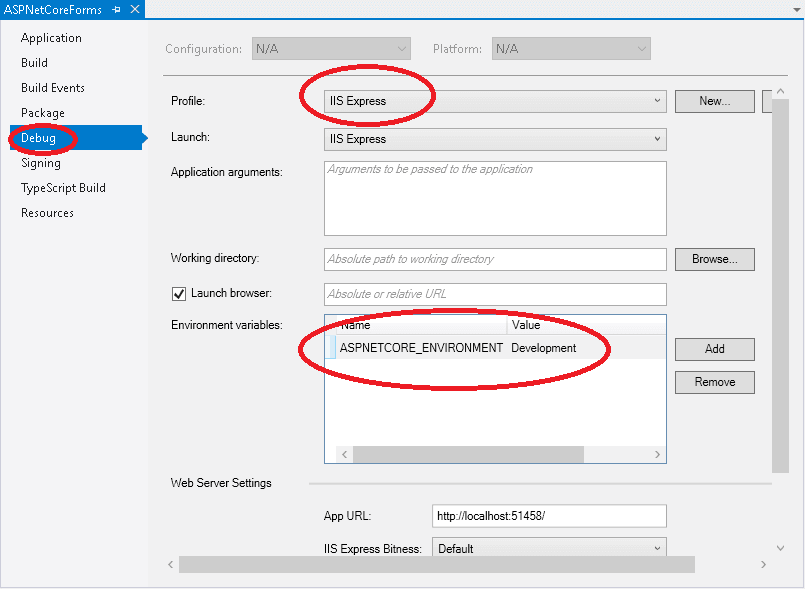 ASPNetCoreForms
Application
Build
Build Events
Package
Debug
Signing
TypeScript Build
Resources
Configuration: N/A Platform: N/A
Profile: IIS Express New...
Launch: IIS Express
Application arguments: Arguments to be passed to the application
Working directory: Absolute path to working directory Browse...
Launch browser: Absolute or relative URL
Environment variables: Name Value
ASPNETCORE_ENVIRONMENT Development Add
Remove
Web Server Settings
App URL: http://localhost:51458/
IIS Express Bitness: Default